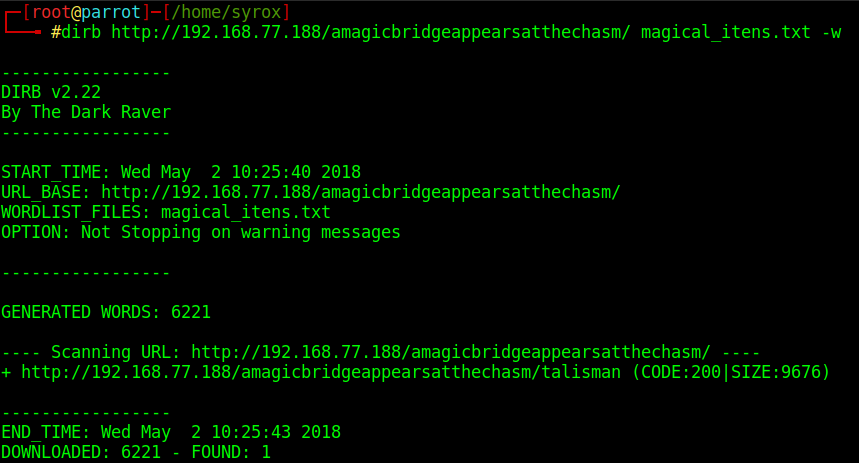 ┌─[root@parrot]─[/home/syrox]
└──╼ #dirb http://192.168.77.188/amagicbridgeappearsatthechasm/ magical_itens.txt -w
-----------------
DIRB v2.22
By The Dark Raver
-----------------
START_TIME: Wed May  2 10:25:40 2018
URL_BASE: http://192.168.77.188/amagicbridgeappearsatthechasm/
WORDLIST_FILES: magical_itens.txt
OPTION: Not Stopping on warning messages
-----------------
GENERATED WORDS: 6221
---- Scanning URL: http://192.168.77.188/amagicbridgeappearsatthechasm/ ----
+ http://192.168.77.188/amagicbridgeappearsatthechasm/talisman (CODE:200|SIZE:9676)
-----------------
END_TIME: Wed May  2 10:25:43 2018
DOWNLOADED: 6221 - FOUND: 1